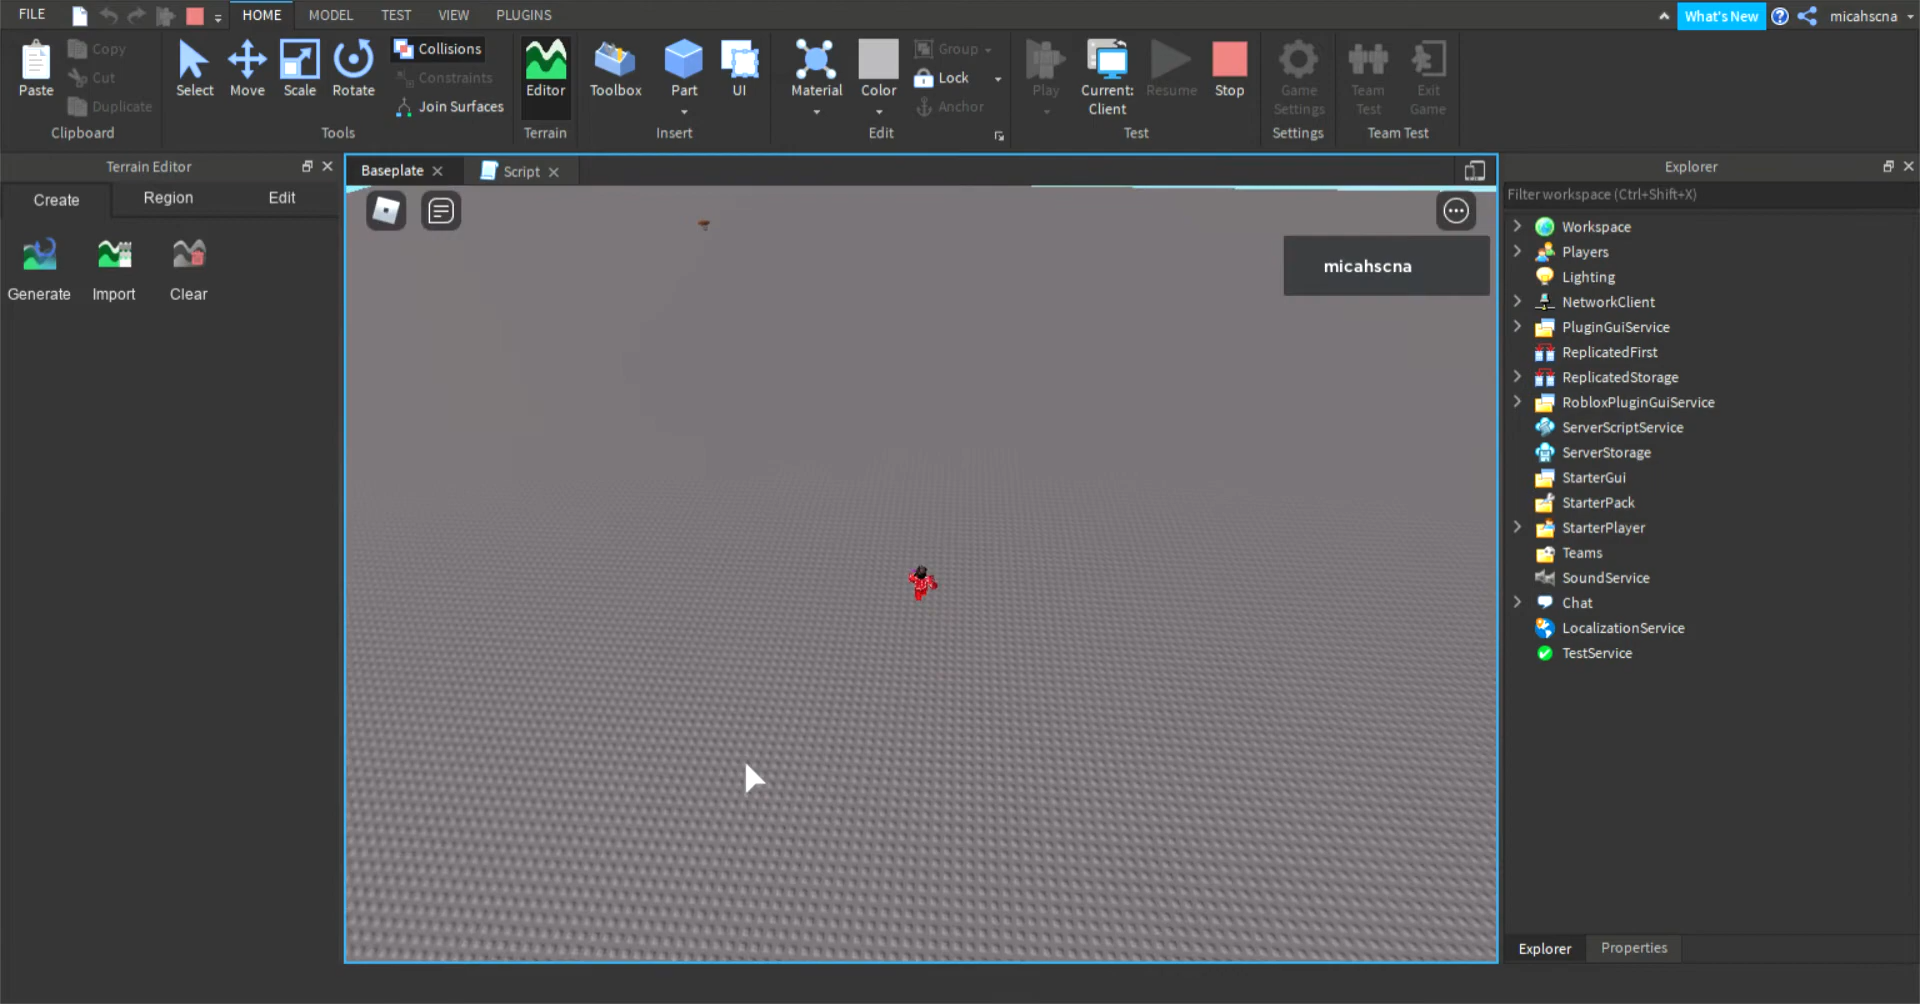 FILE HOME MODEL TEST VIEW PLUGINS What's New micahscna
Paste Copy Cut Duplicate Clipboard
Select Move Scale Rotate Collisions Constraints Join Surfaces Tools
Editor Terrain
Toolbox Part UI Insert
Material Color Group Lock Anchor Edit
Play Current: Client Resume Stop Test
Game Settings Settings
Team Test Exit Game Team Test
Terrain Editor
Create Region Edit
Generate Import Clear
Baseplate Script
micahscna
Explorer
Filter workspace (Ctrl+Shift+X)
Workspace
Players
Lighting
NetworkClient
PluginGuiService
ReplicatedFirst
ReplicatedStorage
RobloxPluginGuiService
ServerScriptService
ServerStorage
StarterGui
StarterPack
StarterPlayer
Teams
SoundService
Chat
LocalizationService
TestService
Explorer Properties